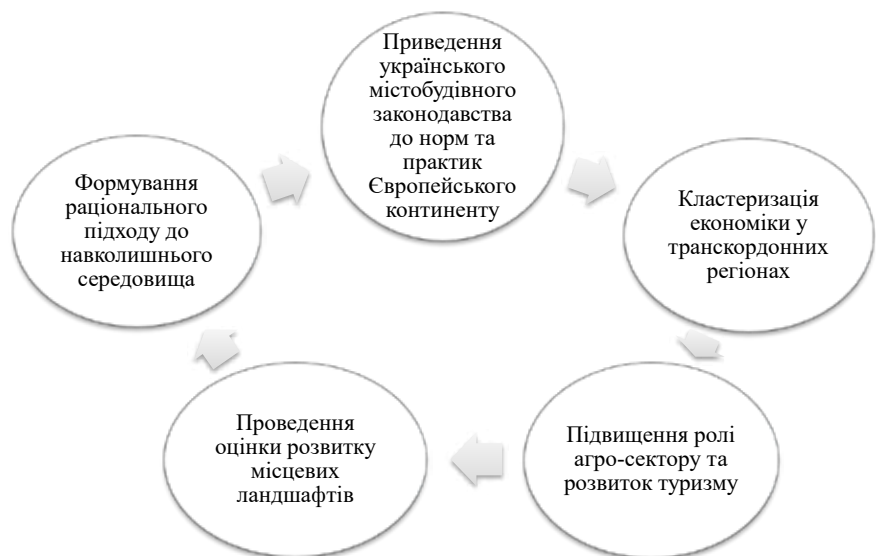 Приведення
українського
містобудівного
законодавства
до норм та
практик
Європейського
континенту
Кластеризація
економіки у
транскордонних
регіонах
Підвищення ролі
агро-сектору та
розвиток туризму
Проведення
оцінки розвитку
місцевих
ландшафтів
Формування
раціонального
підходу до
навколишнього
середовища